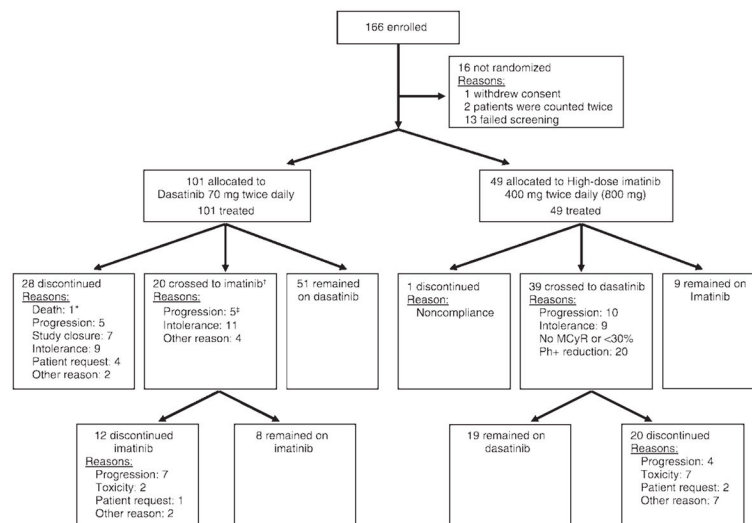 166 enrolled
16 not randomized
Reasons:
1 withdrew consent
2 patients were counted twice
13 failed screening
101 allocated to
Dasatinib 70 mg twice daily
101 treated
49 allocated to High-dose imatinib
400 mg twice daily (800 mg)
49 treated
28 discontinued
Reasons:
Death: 1*
Progression: 5
Study closure: 7
Intolerance: 9
Patient request: 4
Other reason: 2
20 crossed to imatinib†
Reasons:
Progression: 5‡
Intolerance: 11
Other reason: 4
51 remained
on dasatinib
1 discontinued
Reason:
Noncompliance
39 crossed to dasatinib
Reasons:
Progression: 10
Intolerance: 9
No MCyR or <30%
Ph+ reduction: 20
9 remained on
Imatinib
12 discontinued
imatinib
Reasons:
Progression: 7
Toxicity: 2
Patient request: 1
Other reason: 2
8 remained on
imatinib
19 remained on
dasatinib
20 discontinued
Reasons:
Progression: 4
Toxicity: 7
Patient request: 2
Other reason: 7